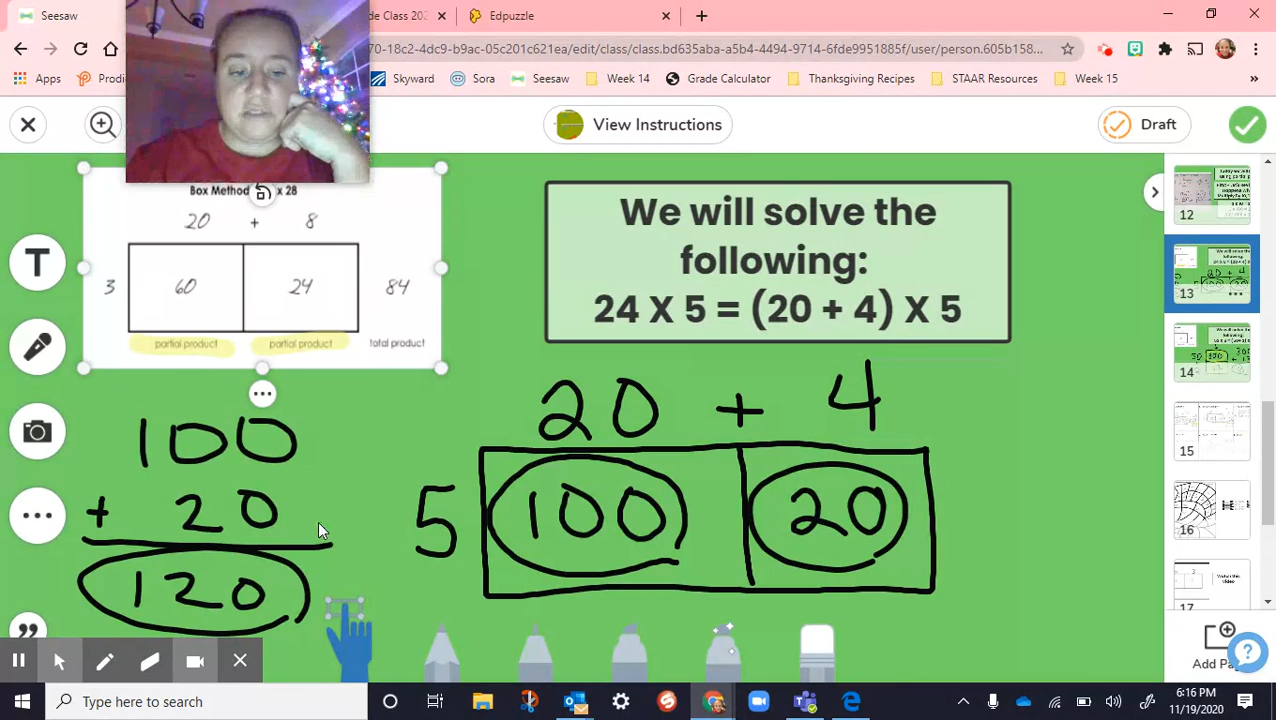 Seesaw
de Class 202
Edpuzzle
70-18c2-4dc9-b9ac-05c201c621ea/edit/class/class.bd635aba-a5b4-4494-9714-6fde9951885f/user/person.605b158...
Apps
Prodi
Skyward
Sora
Seesaw
Week 14
Grade Calculator
Thanksgiving Recipes
STAAR Resources
Week 15
View Instructions
Draft
Box Method
x 28
20 + 8
3 60 24 84
partial product partial product total product
We will solve the
following:
24 X 5 = (20 + 4) X 5
20 + 4
5 100 20
100
+ 20
120
12
13
14
15
16
Watch this
video
17
Add Pag
Type here to search
6:16 PM
11/19/2020